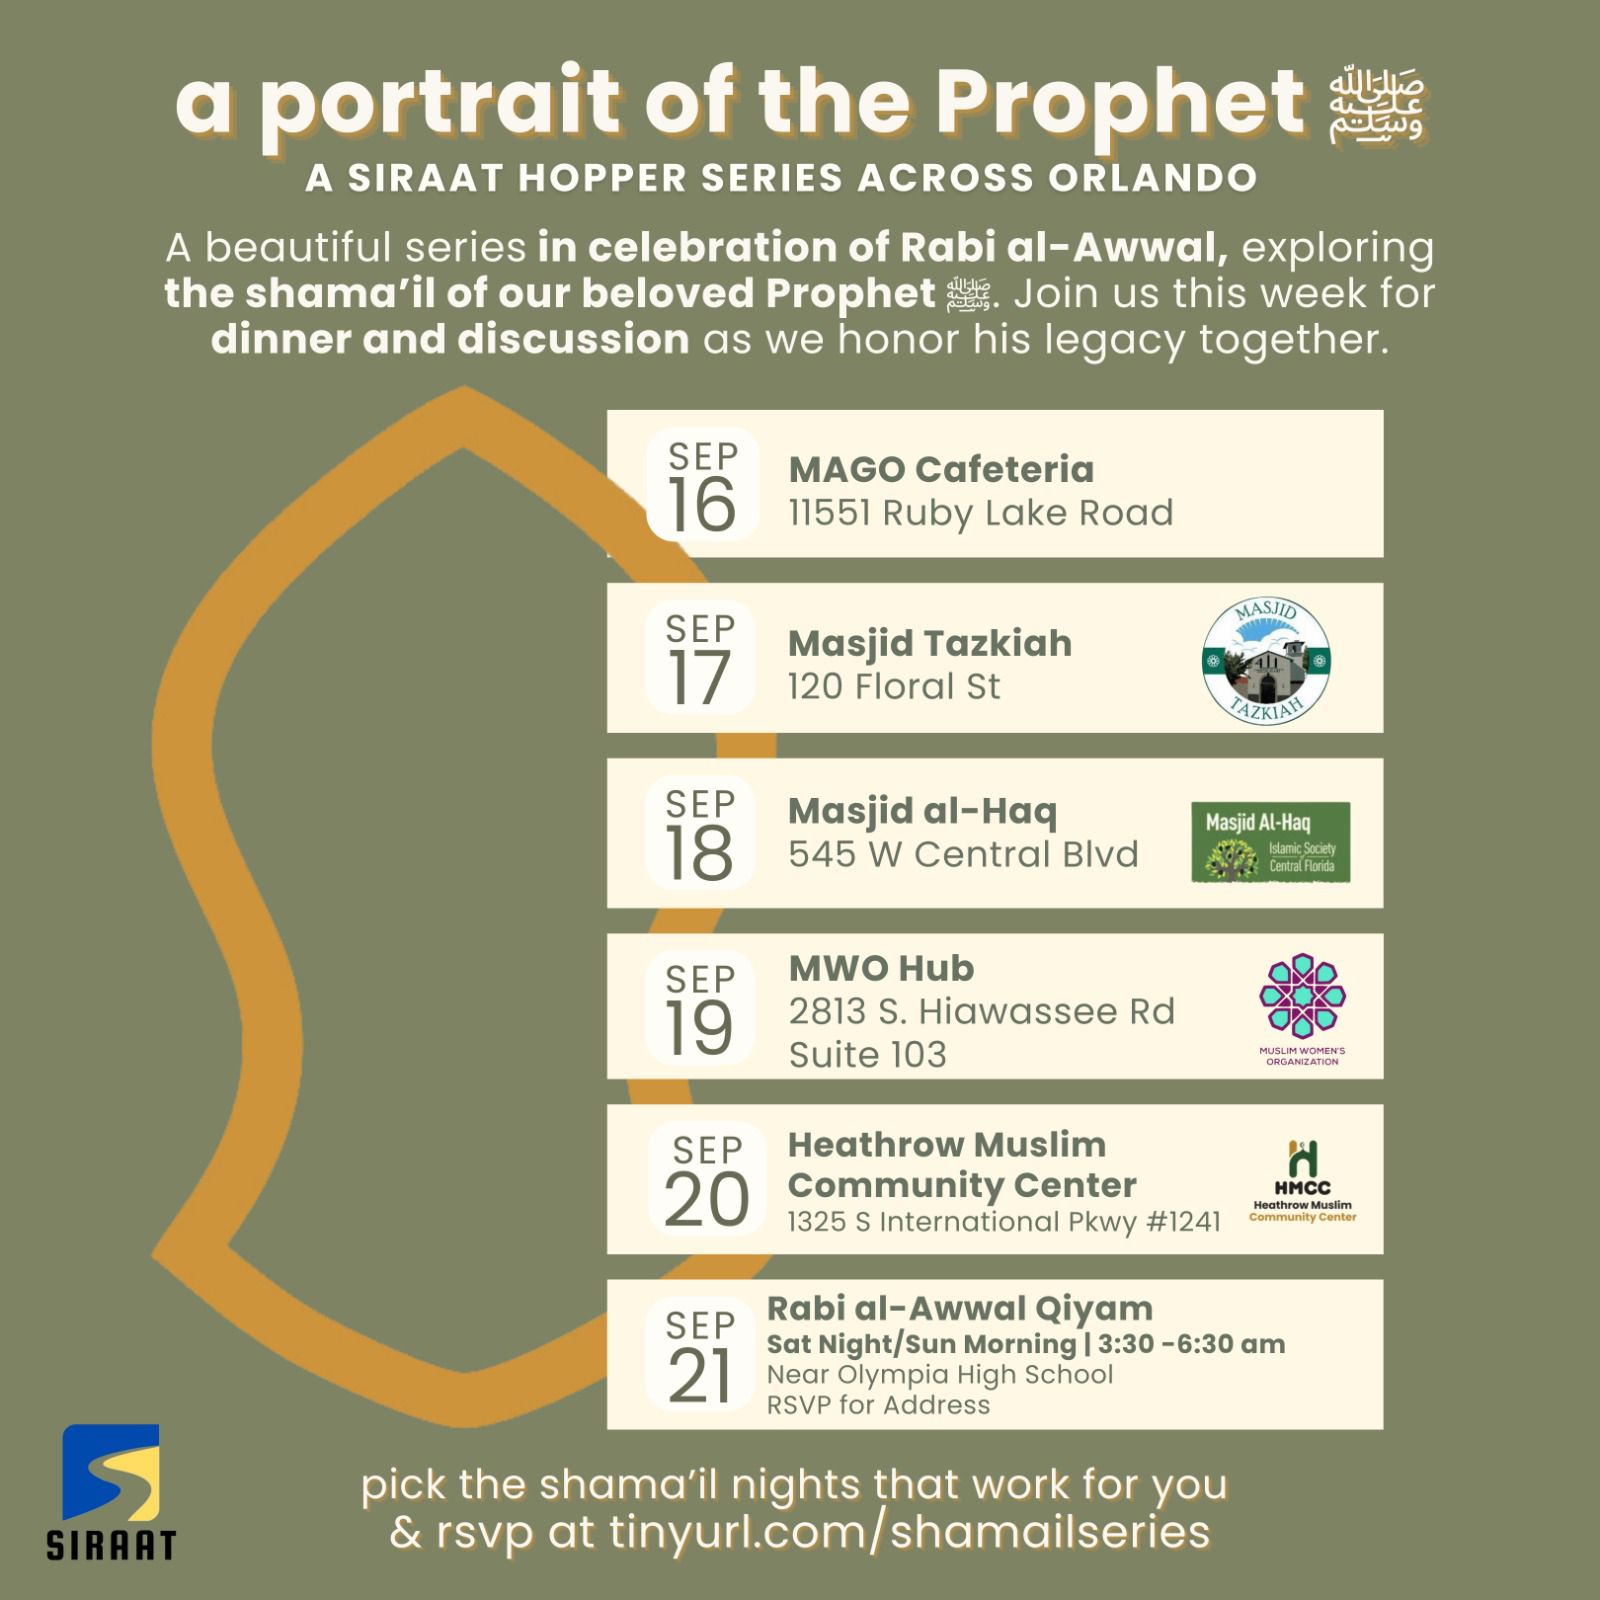 a portrait of the Prophet ﷺ
A SIRAAT HOPPER SERIES ACROSS ORLANDO
A beautiful series in celebration of Rabi al-Awwal, exploring
the shama’il of our beloved Prophet ﷺ. Join us this week for
dinner and discussion as we honor his legacy together.
SEP
16
MAGO Cafeteria
11551 Ruby Lake Road
SEP
17
Masjid Tazkiah
120 Floral St
MASJID
TAZKIAH
SEP
18
Masjid al-Haq
545 W Central Blvd
Masjid Al-Haq
Islamic Society
of
Central Florida
SEP
19
MWO Hub
2813 S. Hiawassee Rd
Suite 103
MUSLIM WOMEN'S
ORGANIZATION
SEP
20
Heathrow Muslim
Community Center
1325 S International Pkwy #1241
HMCC
Heathrow Muslim
Community Center
SEP
21
Rabi al-Awwal Qiyam
Sat Night/Sun Morning | 3:30 -6:30 am
Near Olympia High School
RSVP for Address
SIRAAT
pick the shama’il nights that work for you
& rsvp at tinyurl.com/shamailseries